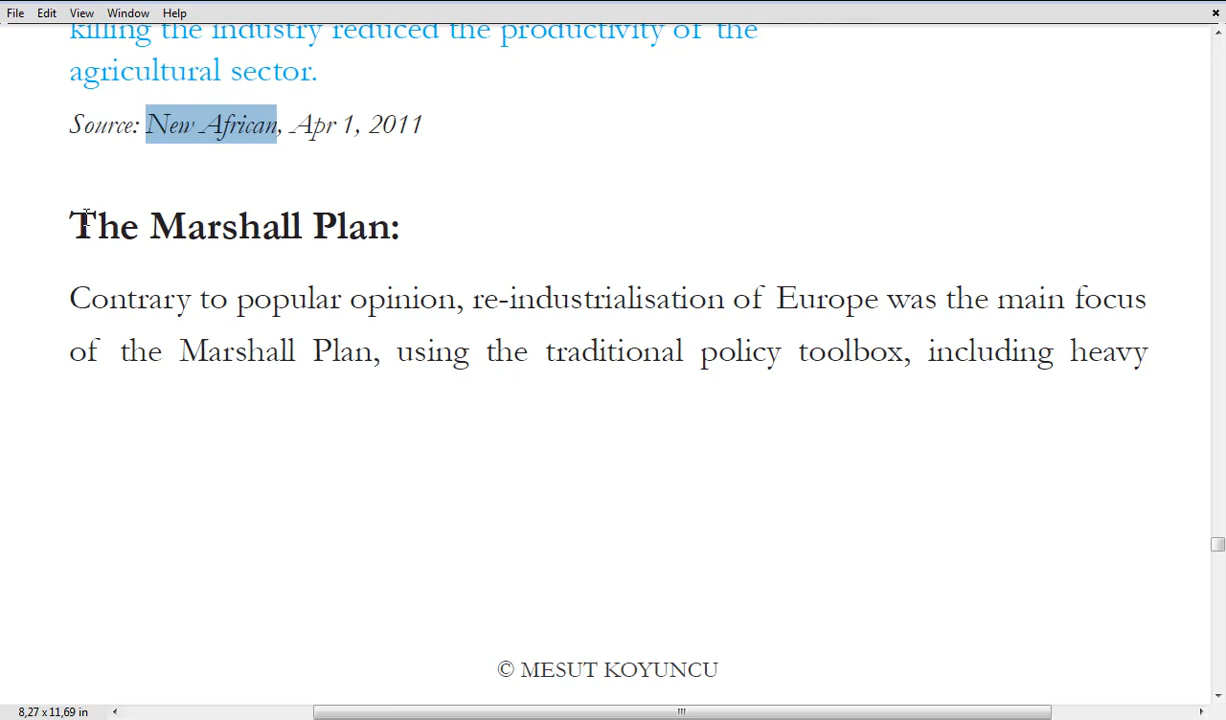 File Edit View Window Help
killing the industry reduced the productivity of the
agricultural sector.
Source: New African, Apr 1, 2011
The Marshall Plan:
Contrary to popular opinion, re-industrialisation of Europe was the main focus
of the Marshall Plan, using the traditional policy toolbox, including heavy
© MESUT KOYUNCU
8,27 x 11,69 in